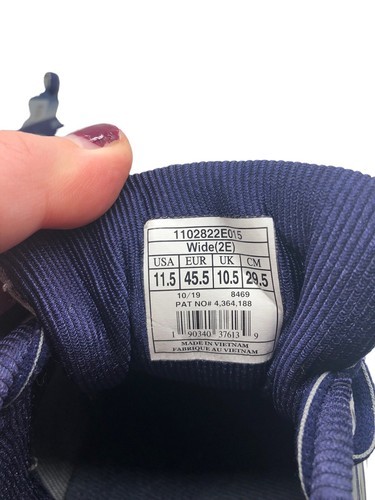 1102822E015
Wide(2E)
USA EUR UK CM
11.5 45.5 10.5 29.5
10/19 8469
PAT NO# 4,364,188
1 90340 37613 9
MADE IN VIETNAM
FABRIQUE AU VIETNAM